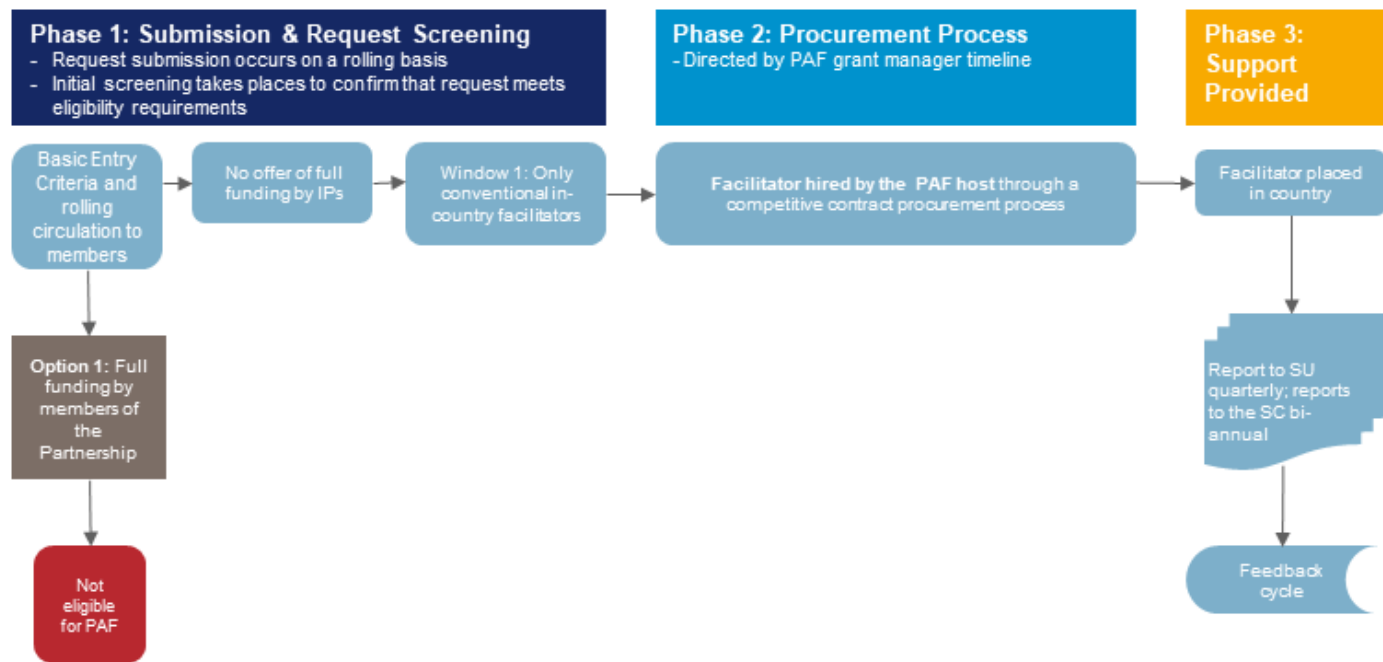 Phase 1: Submission & Request Screening
- Request submission occurs on a rolling basis
- Initial screening takes places to confirm that request meets
eligibility requirements
Phase 2: Procurement Process
- Directed by PAF grant manager timeline
Phase 3:
Support
Provided
Basic Entry
Criteria and
rolling
circulation to
members
No offer of full
funding by IPs
Window 1: Only
conventional in-
country facilitators
Facilitator hired by the PAF host through a
competitive contract procurement process
Facilitator placed
in country
Option 1: Full
funding by
members of
the
Partnership
Report to SU
quarterly; reports
to the SC bi-
annual
Not
eligible
for PAF
Feedback
cycle